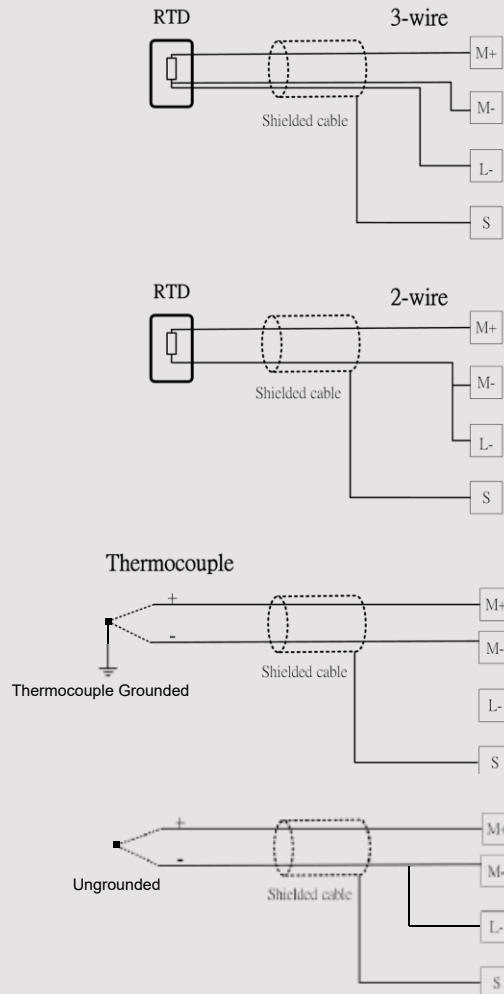 RTD
3-wire
M+
M-
Shielded cable
L-
S
RTD
2-wire
M+
M-
Shielded cable
L-
S
Thermocouple
+
M+
-
M-
Shielded cable
Thermocouple Grounded
L-
S
+
M+
-
M-
Ungrounded
Shielded cable
L-
S